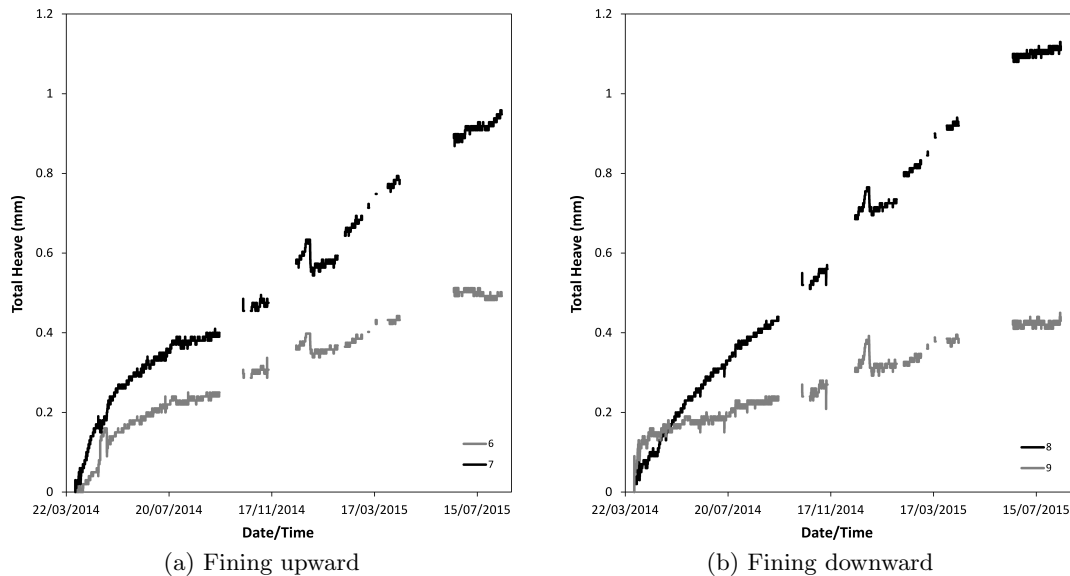 1.2
1
0.8
0.6
0.4
0.2
0
Total Heave (mm)
6
7
22/03/2014 20/07/2014 17/11/2014 17/03/2015 15/07/2015
Date/Time
(a) Fining upward
1.2
1
0.8
0.6
0.4
0.2
0
Total Heave (mm)
8
9
22/03/2014 20/07/2014 17/11/2014 17/03/2015 15/07/2015
Date/Time
(b) Fining downward